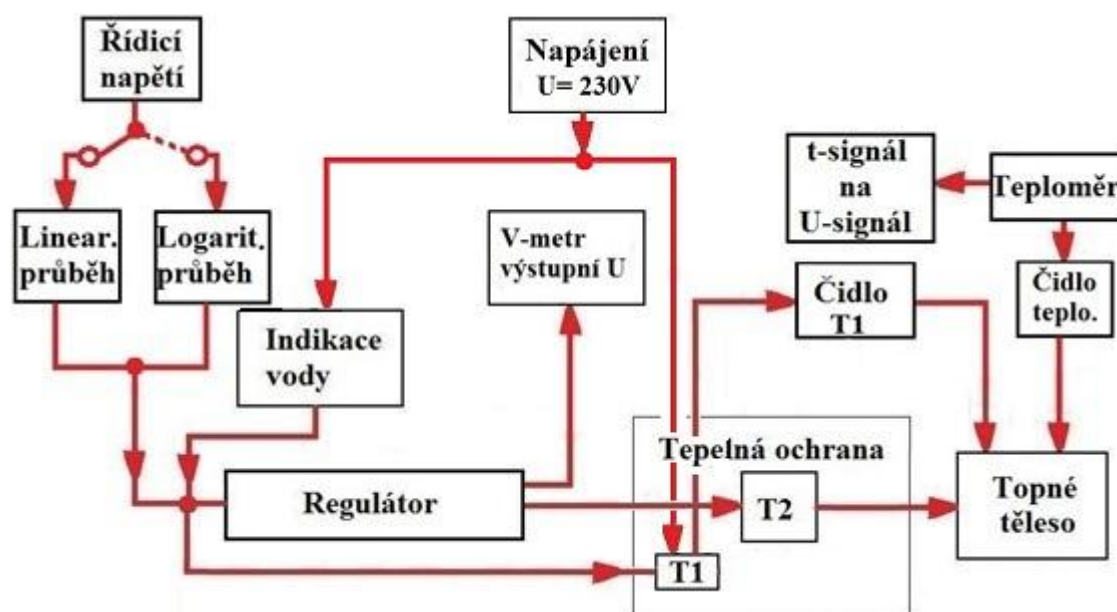 Řídicí
napětí
Napájení
U= 230V
t-signál
na
U-signál
Teploměr
Linear.
průběh
Logarit.
průběh
V-metr
výstupní U
Čidlo
T1
Čidlo
teplo.
Indikace
vody
Tepelná ochrana
Regulátor
T2
Topné
těleso
T1